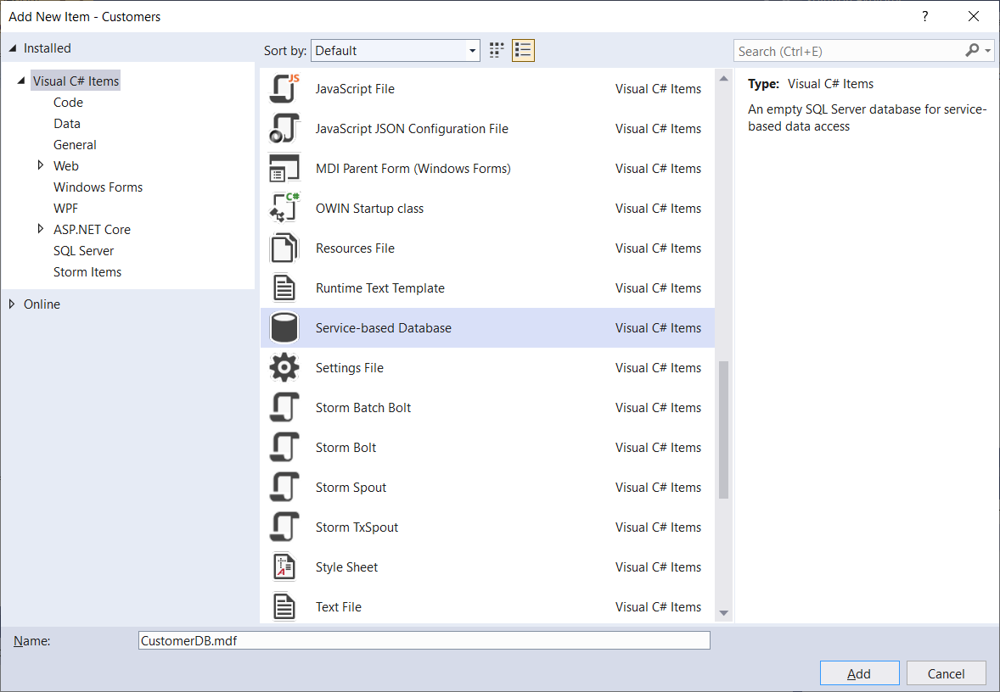 Add New Item - Customers
?
Installed
Sort by: Default
Search (Ctrl+E)
Visual C# Items
Code
Data
General
Web
Windows Forms
WPF
ASP.NET Core
SQL Server
Storm Items
Online
JS
JavaScript File Visual C# Items
JavaScript JSON Configuration File Visual C# Items
MDI Parent Form (Windows Forms) Visual C# Items
C#
OWIN Startup class Visual C# Items
Resources File Visual C# Items
Runtime Text Template Visual C# Items
Service-based Database Visual C# Items
Settings File Visual C# Items
Storm Batch Bolt Visual C# Items
Storm Bolt Visual C# Items
Storm Spout Visual C# Items
Storm TxSpout Visual C# Items
A
Style Sheet Visual C# Items
Text File Visual C# Items
Type: Visual C# Items
An empty SQL Server database for service-
based data access
Name: CustomerDB.mdf
Add Cancel